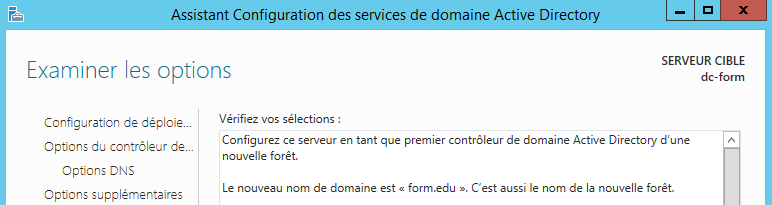 Assistant Configuration des services de domaine Active Directory
Examiner les options
SERVEUR CIBLE
dc-form
Configuration de déploie...
Options du contrôleur de...
Options DNS
Options supplémentaires
Vérifiez vos sélections :
Configurez ce serveur en tant que premier contrôleur de domaine Active Directory d'une
nouvelle forêt.
Le nouveau nom de domaine est « form.edu ». C'est aussi le nom de la nouvelle forêt.